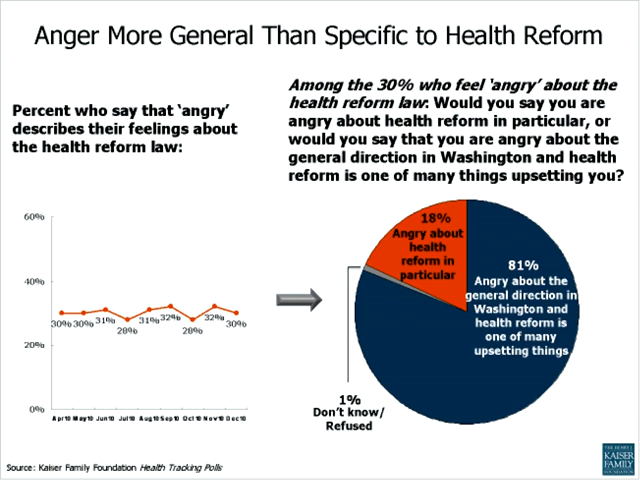 Anger More General Than Specific to Health Reform
Percent who say that ‘angry’
describes their feelings about
the health reform law:
Among the 30% who feel ‘angry’ about the
health reform law: Would you say you are
angry about health reform in particular, or
would you say that you are angry about the
general direction in Washington and health
reform is one of many things upsetting you?
60%
40%
20%
0%
30% 30% 31% 28% 31% 32% 28% 32% 30%
Apr10 May10 Jun10 Jul10 Aug10 Sep10 Oct10 Nov10 Dec10
18%
Angry about
health
reform in
particular
81%
Angry about the
general direction in
Washington and
health reform is
one of many
upsetting things
1%
Don’t know/
Refused
Source: Kaiser Family Foundation Health Tracking Polls
THE HENRY J.
KAISER
FAMILY
FOUNDATION